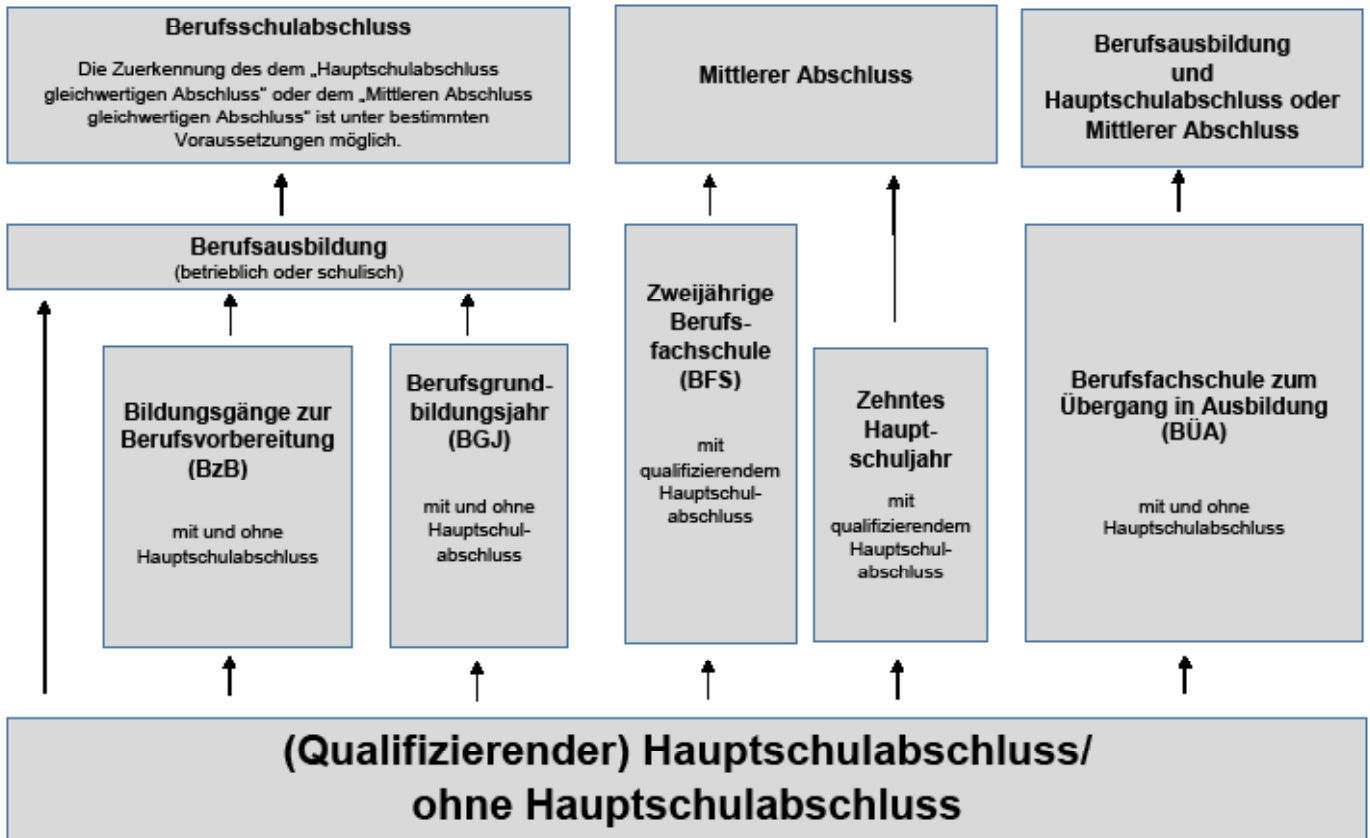 Berufsschulabschluss
Die Zuerkennung des dem „Hauptschulabschluss
gleichwertigen Abschluss“ oder dem „Mittleren Abschluss
gleichwertigen Abschluss“ ist unter bestimmten
Voraussetzungen möglich.
Mittlerer Abschluss
Berufsausbildung
und
Hauptschulabschluss oder
Mittlerer Abschluss
Berufsausbildung
(betrieblich oder schulisch)
Bildungsgänge zur
Berufsvorbereitung
(BzB)
mit und ohne
Hauptschulabschluss
Berufsgrund-
bildungsjahr
(BGJ)
mit und ohne
Hauptschul-
abschluss
Zweijährige
Berufs-
fachschule
(BFS)
mit
qualifizierendem
Hauptschul-
abschluss
Zehntes
Haupt-
schuljahr
mit
qualifizierendem
Hauptschul-
abschluss
Berufsfachschule zum
Übergang in Ausbildung
(BÜA)
mit und ohne
Hauptschulabschluss
(Qualifizierender) Hauptschulabschluss/
ohne Hauptschulabschluss